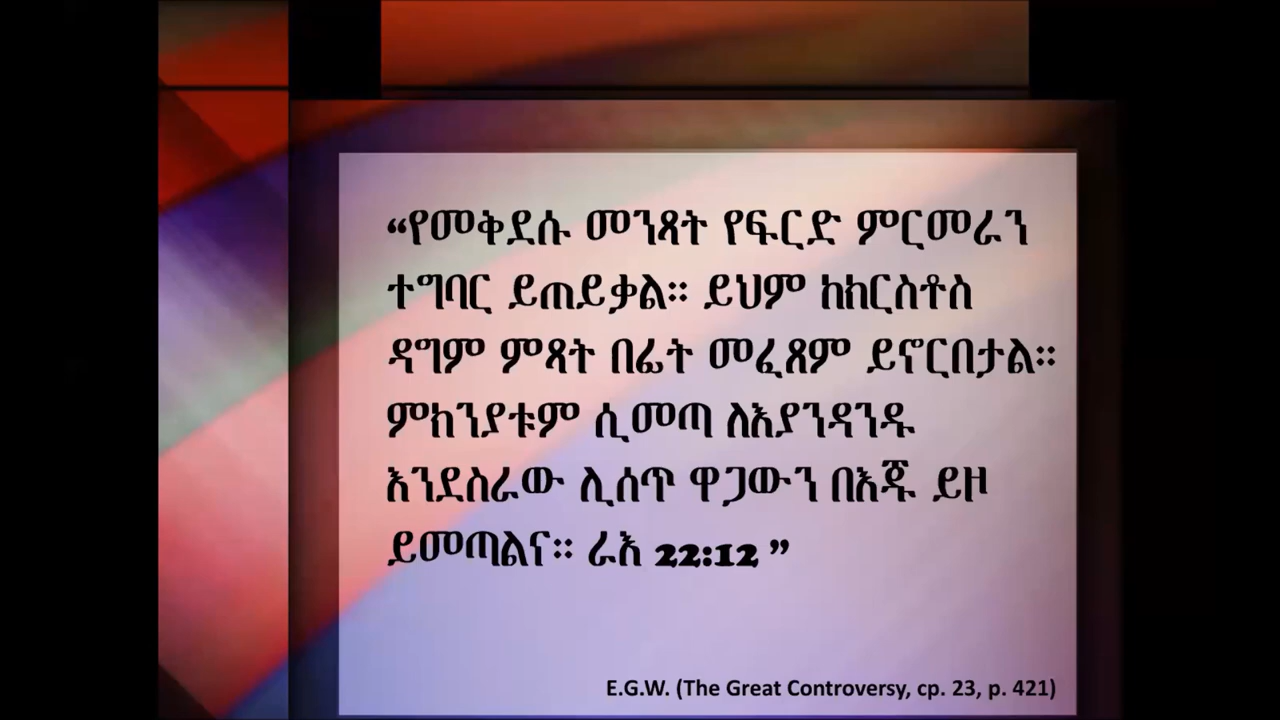 “የመቅደሱ መንጻት የፍርድ ምርመራን
ተግባር ይጠይቃል። ይህም ከክርስቶስ
ዳግም ምጻት በፊት መፈጸም ይኖርበታል።
ምክንያቱም ሲመጣ ለእያንዳንዱ
እንደስራው ሊሰጥ ዋጋውን በእጁ ይዞ
ይመጣልና። ራእ 22:12 ”
E.G.W. (The Great Controversy, cp. 23, p. 421)